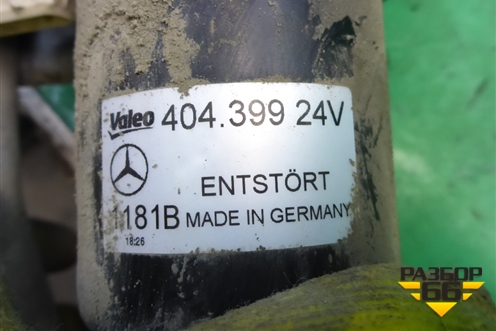 Valeo 404.399 24V
ENTSTÖRT
1181B MADE IN GERMANY
18:26
РАЗБОР
66